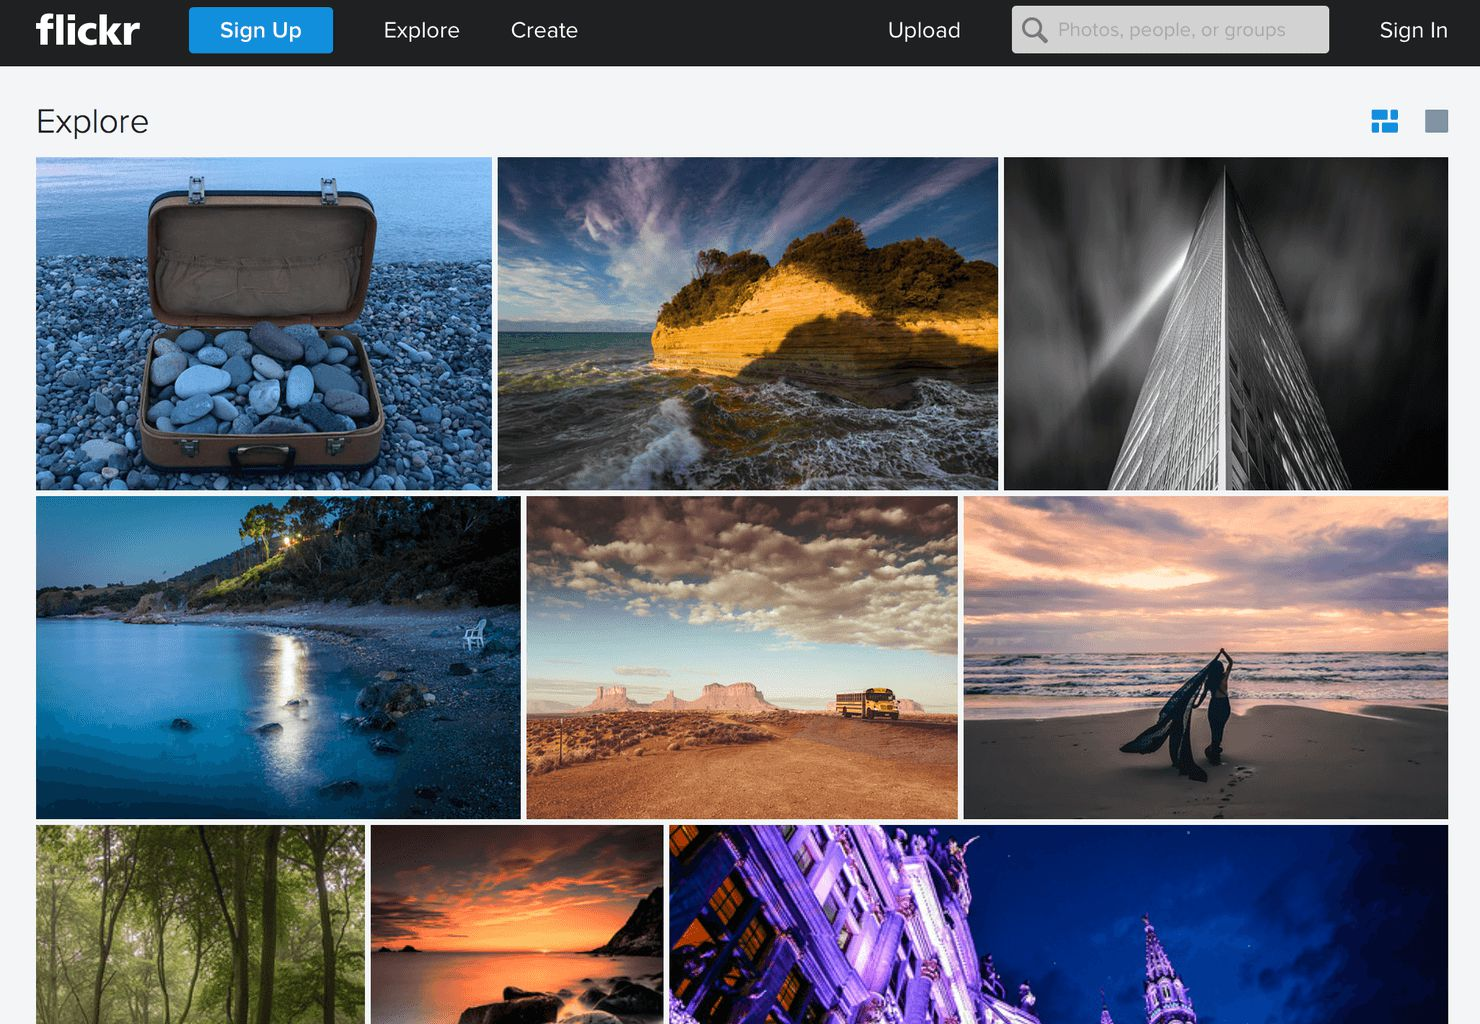 flickr
Sign Up
Explore
Create
Upload
Photos, people, or groups
Sign In
Explore